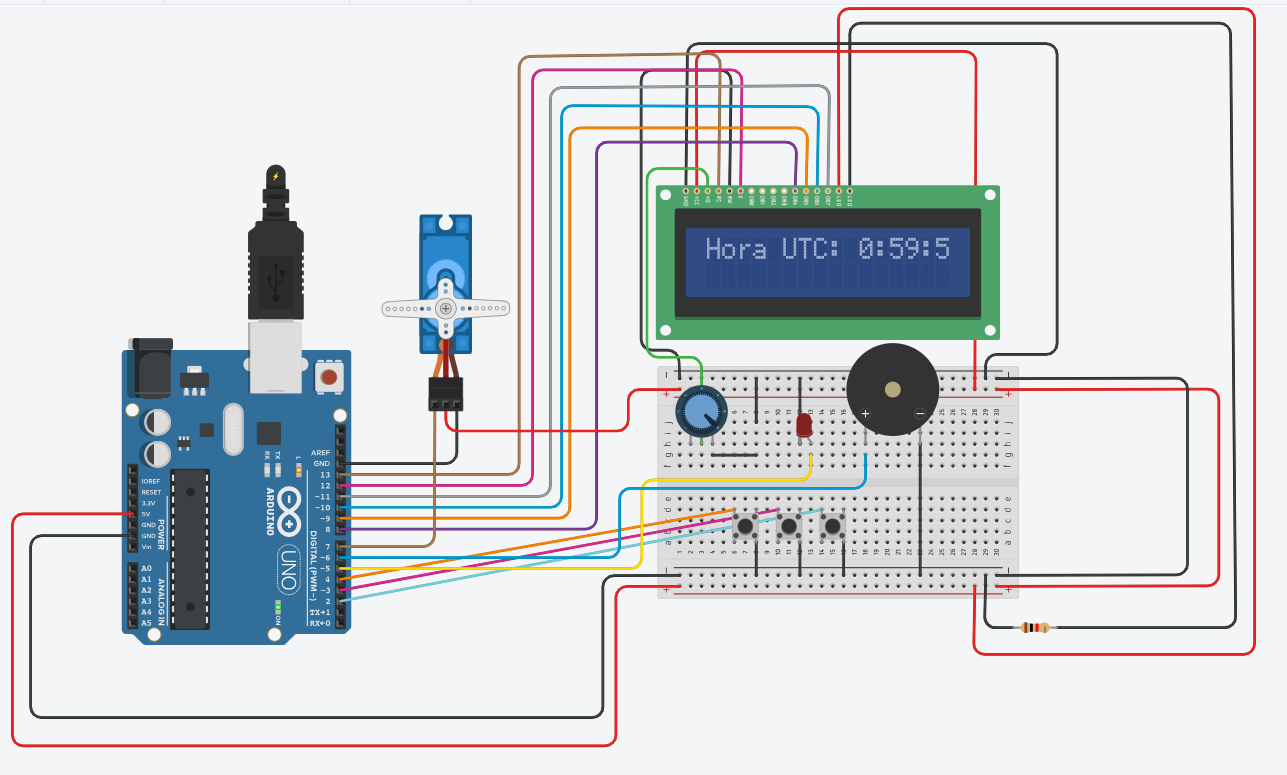 GND
VCC
VO
RS
RW
E
DB0
DB1
DB2
DB3
DB4
DB5
DB6
DB7
LED
LED
Hora UTC: 0:59:5
AREF
GND
13
12
~11
~10
~9
8
7
~6
~5
4
~3
2
TX→1
RX←0
DIGITAL (PWM~)
IOREF
RESET
3.3V
5V
GND
GND
Vin
POWER
A0
A1
A2
A3
A4
A5
ANALOG IN
RX
TX
L
ARDUINO
UNO
ON